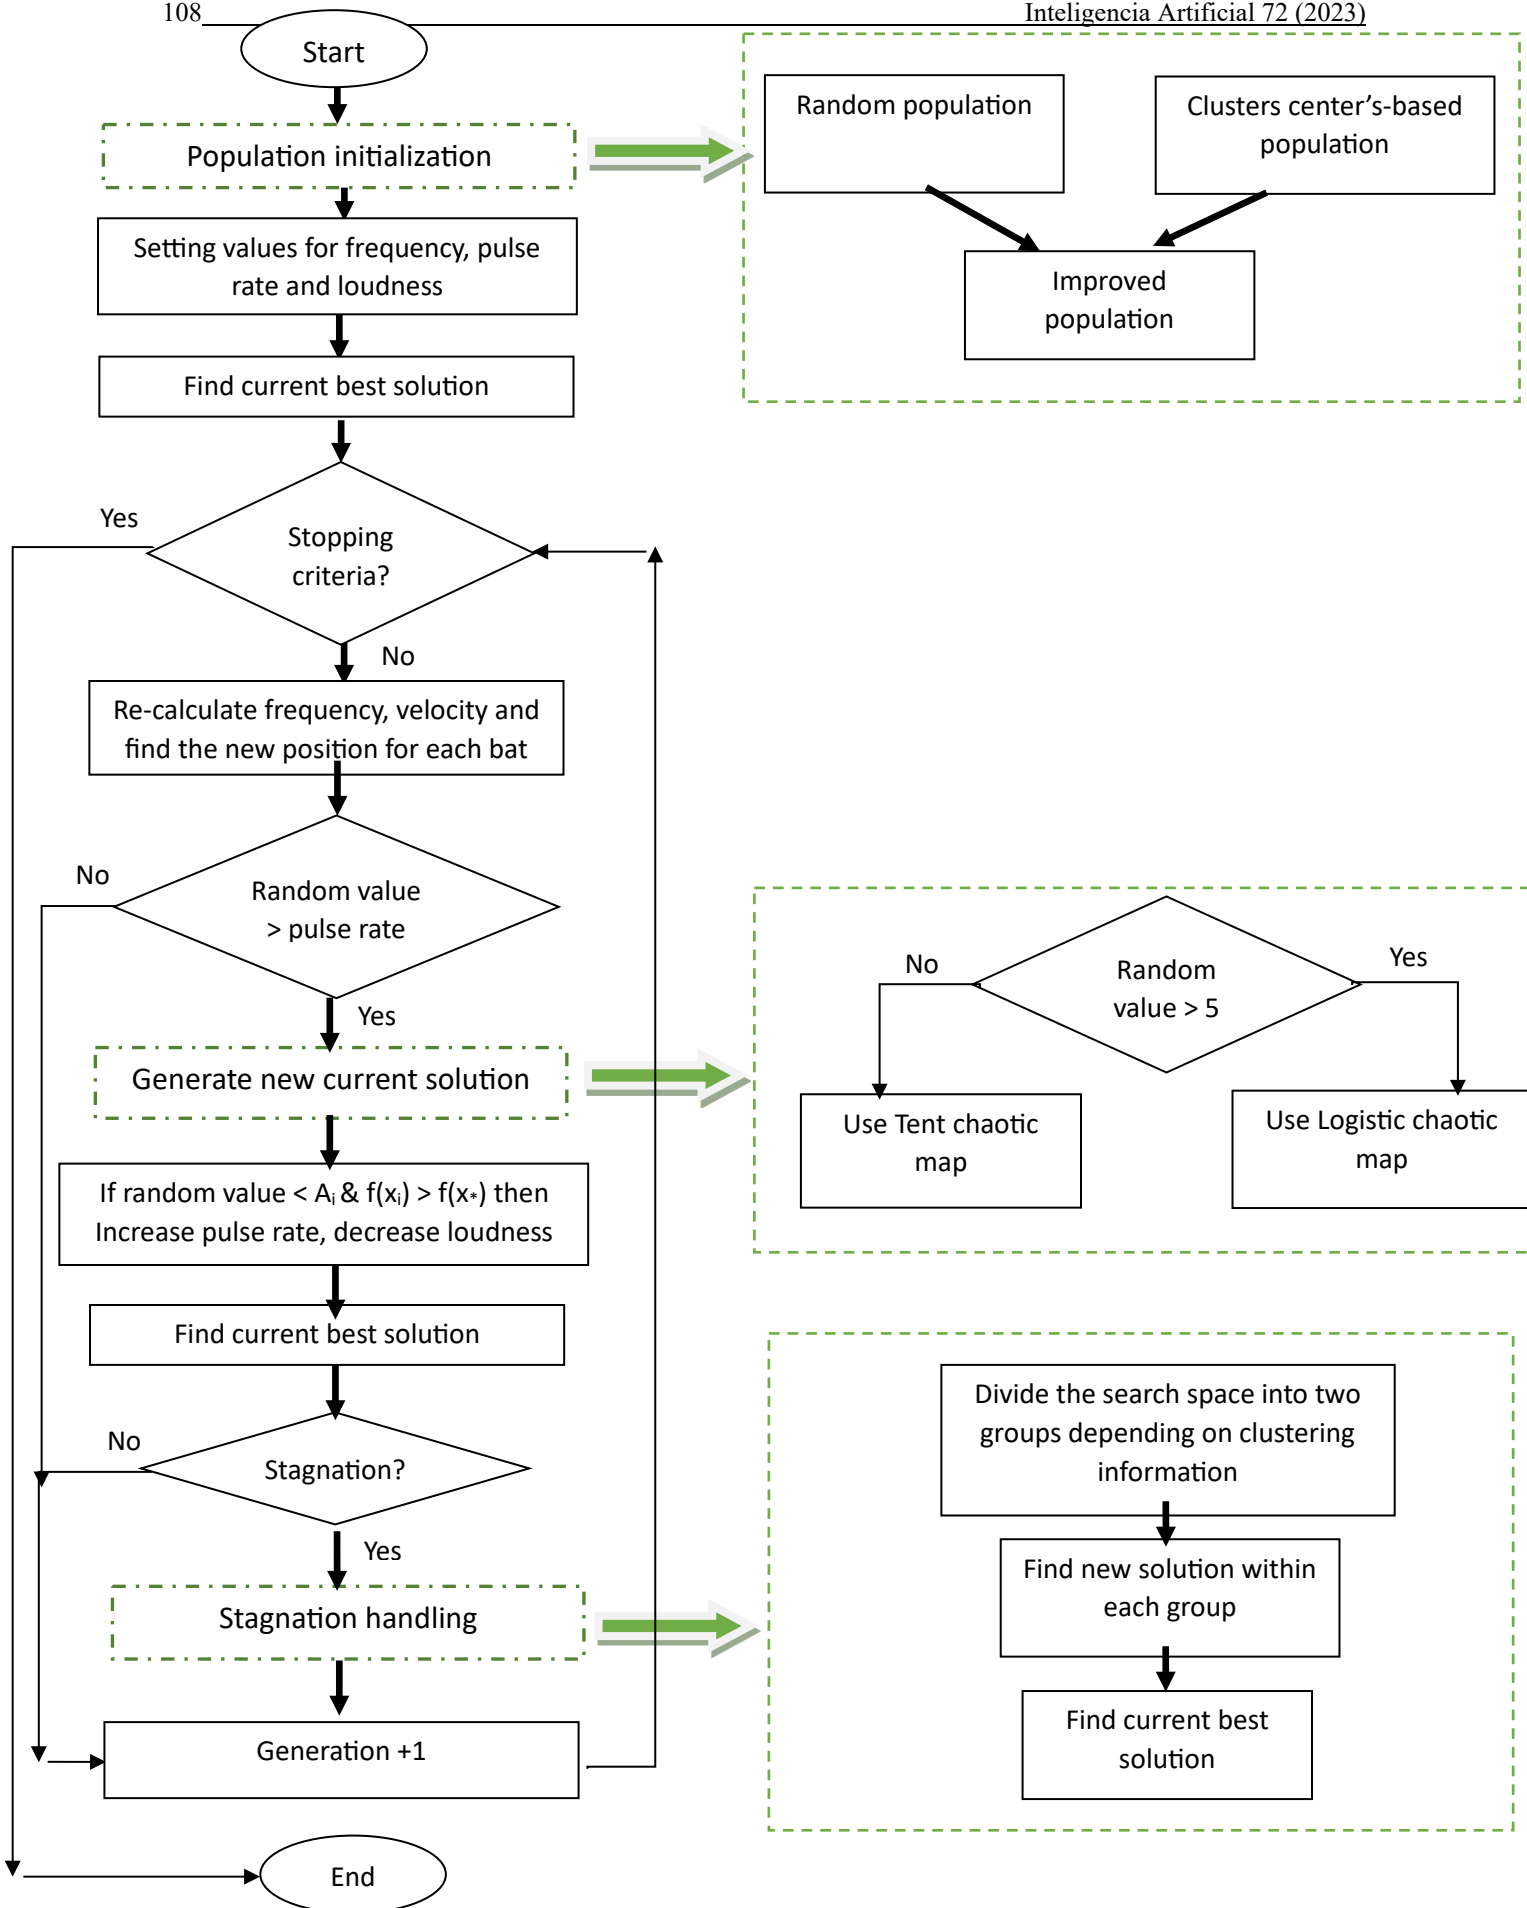 108 Inteligencia Artificial 72 (2023)
Start
Population initialization
Setting values for frequency, pulse
rate and loudness
Find current best solution
Yes
Stopping
criteria?
No
Re-calculate frequency, velocity and
find the new position for each bat
No
Random value
> pulse rate
Yes
Generate new current solution
If random value < Aᵢ & f(xᵢ) > f(x*) then
Increase pulse rate, decrease loudness
Find current best solution
No
Stagnation?
Yes
Stagnation handling
Generation +1
End
Random population
Clusters center's-based
population
Improved
population
No
Random
value > 5
Yes
Use Tent chaotic
map
Use Logistic chaotic
map
Divide the search space into two
groups depending on clustering
information
Find new solution within
each group
Find current best
solution